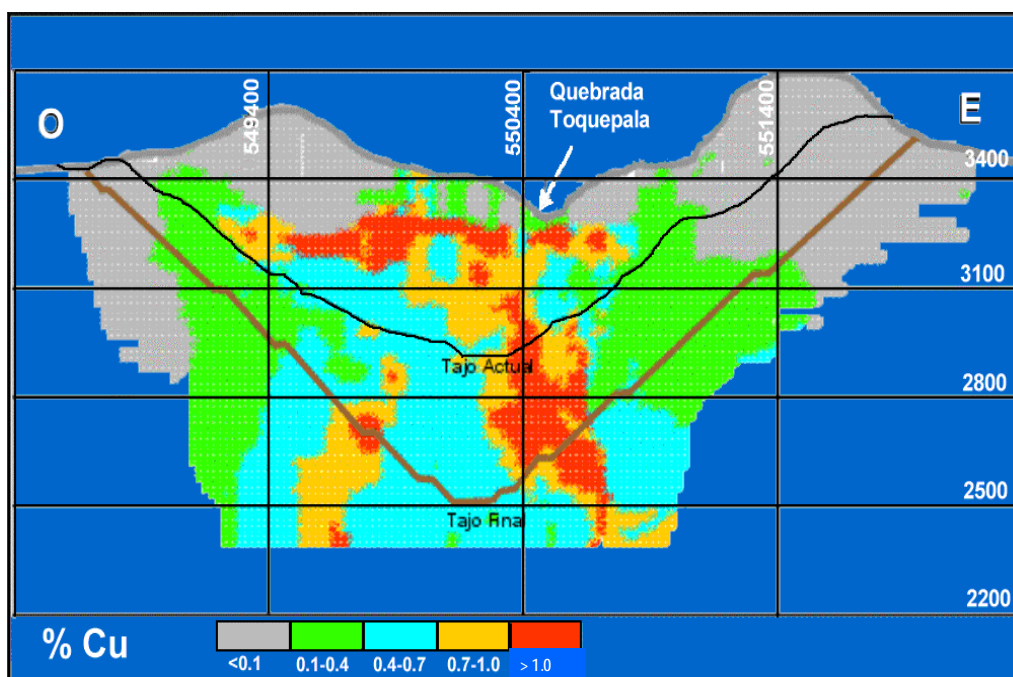 O
549400
550400
Quebrada
Toquepala
551400
E
3400
3100
Tajo Actual
2800
2500
Tajo Final
2200
% Cu
<0.1 0.1-0.4 0.4-0.7 0.7-1.0 > 1.0